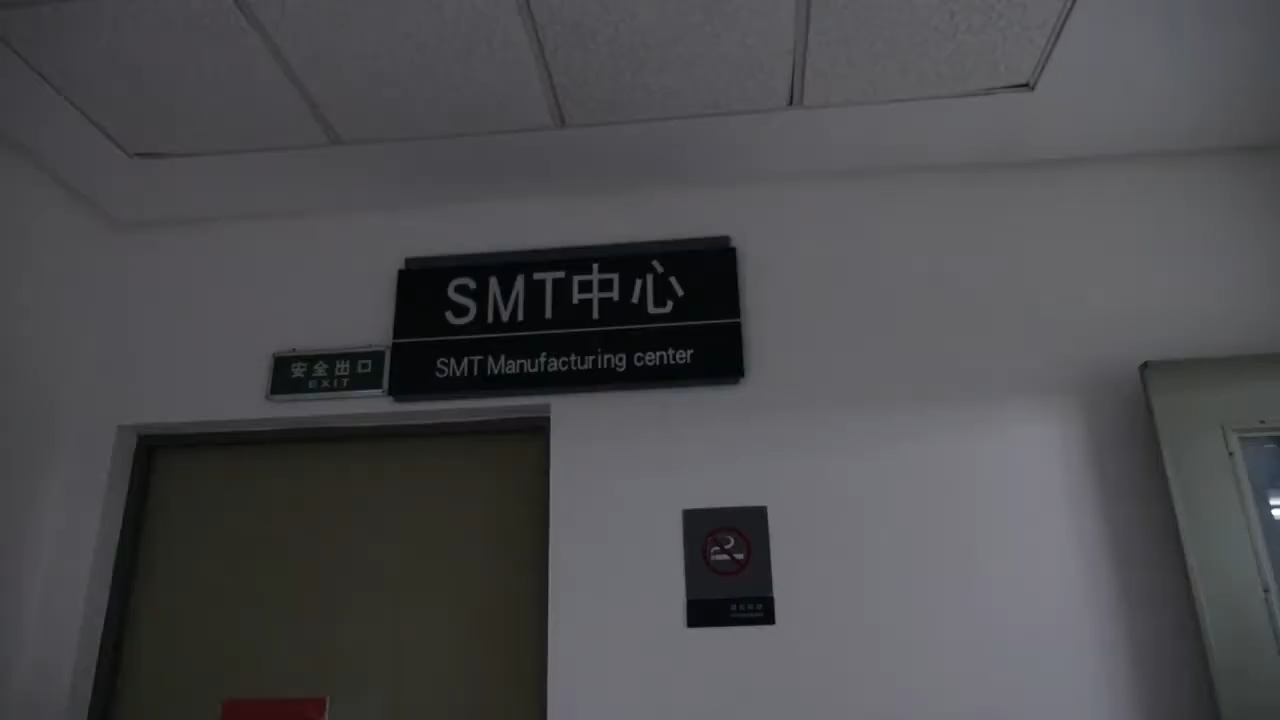 SMT中心
SMT Manufacturing center
安全出口
EXIT